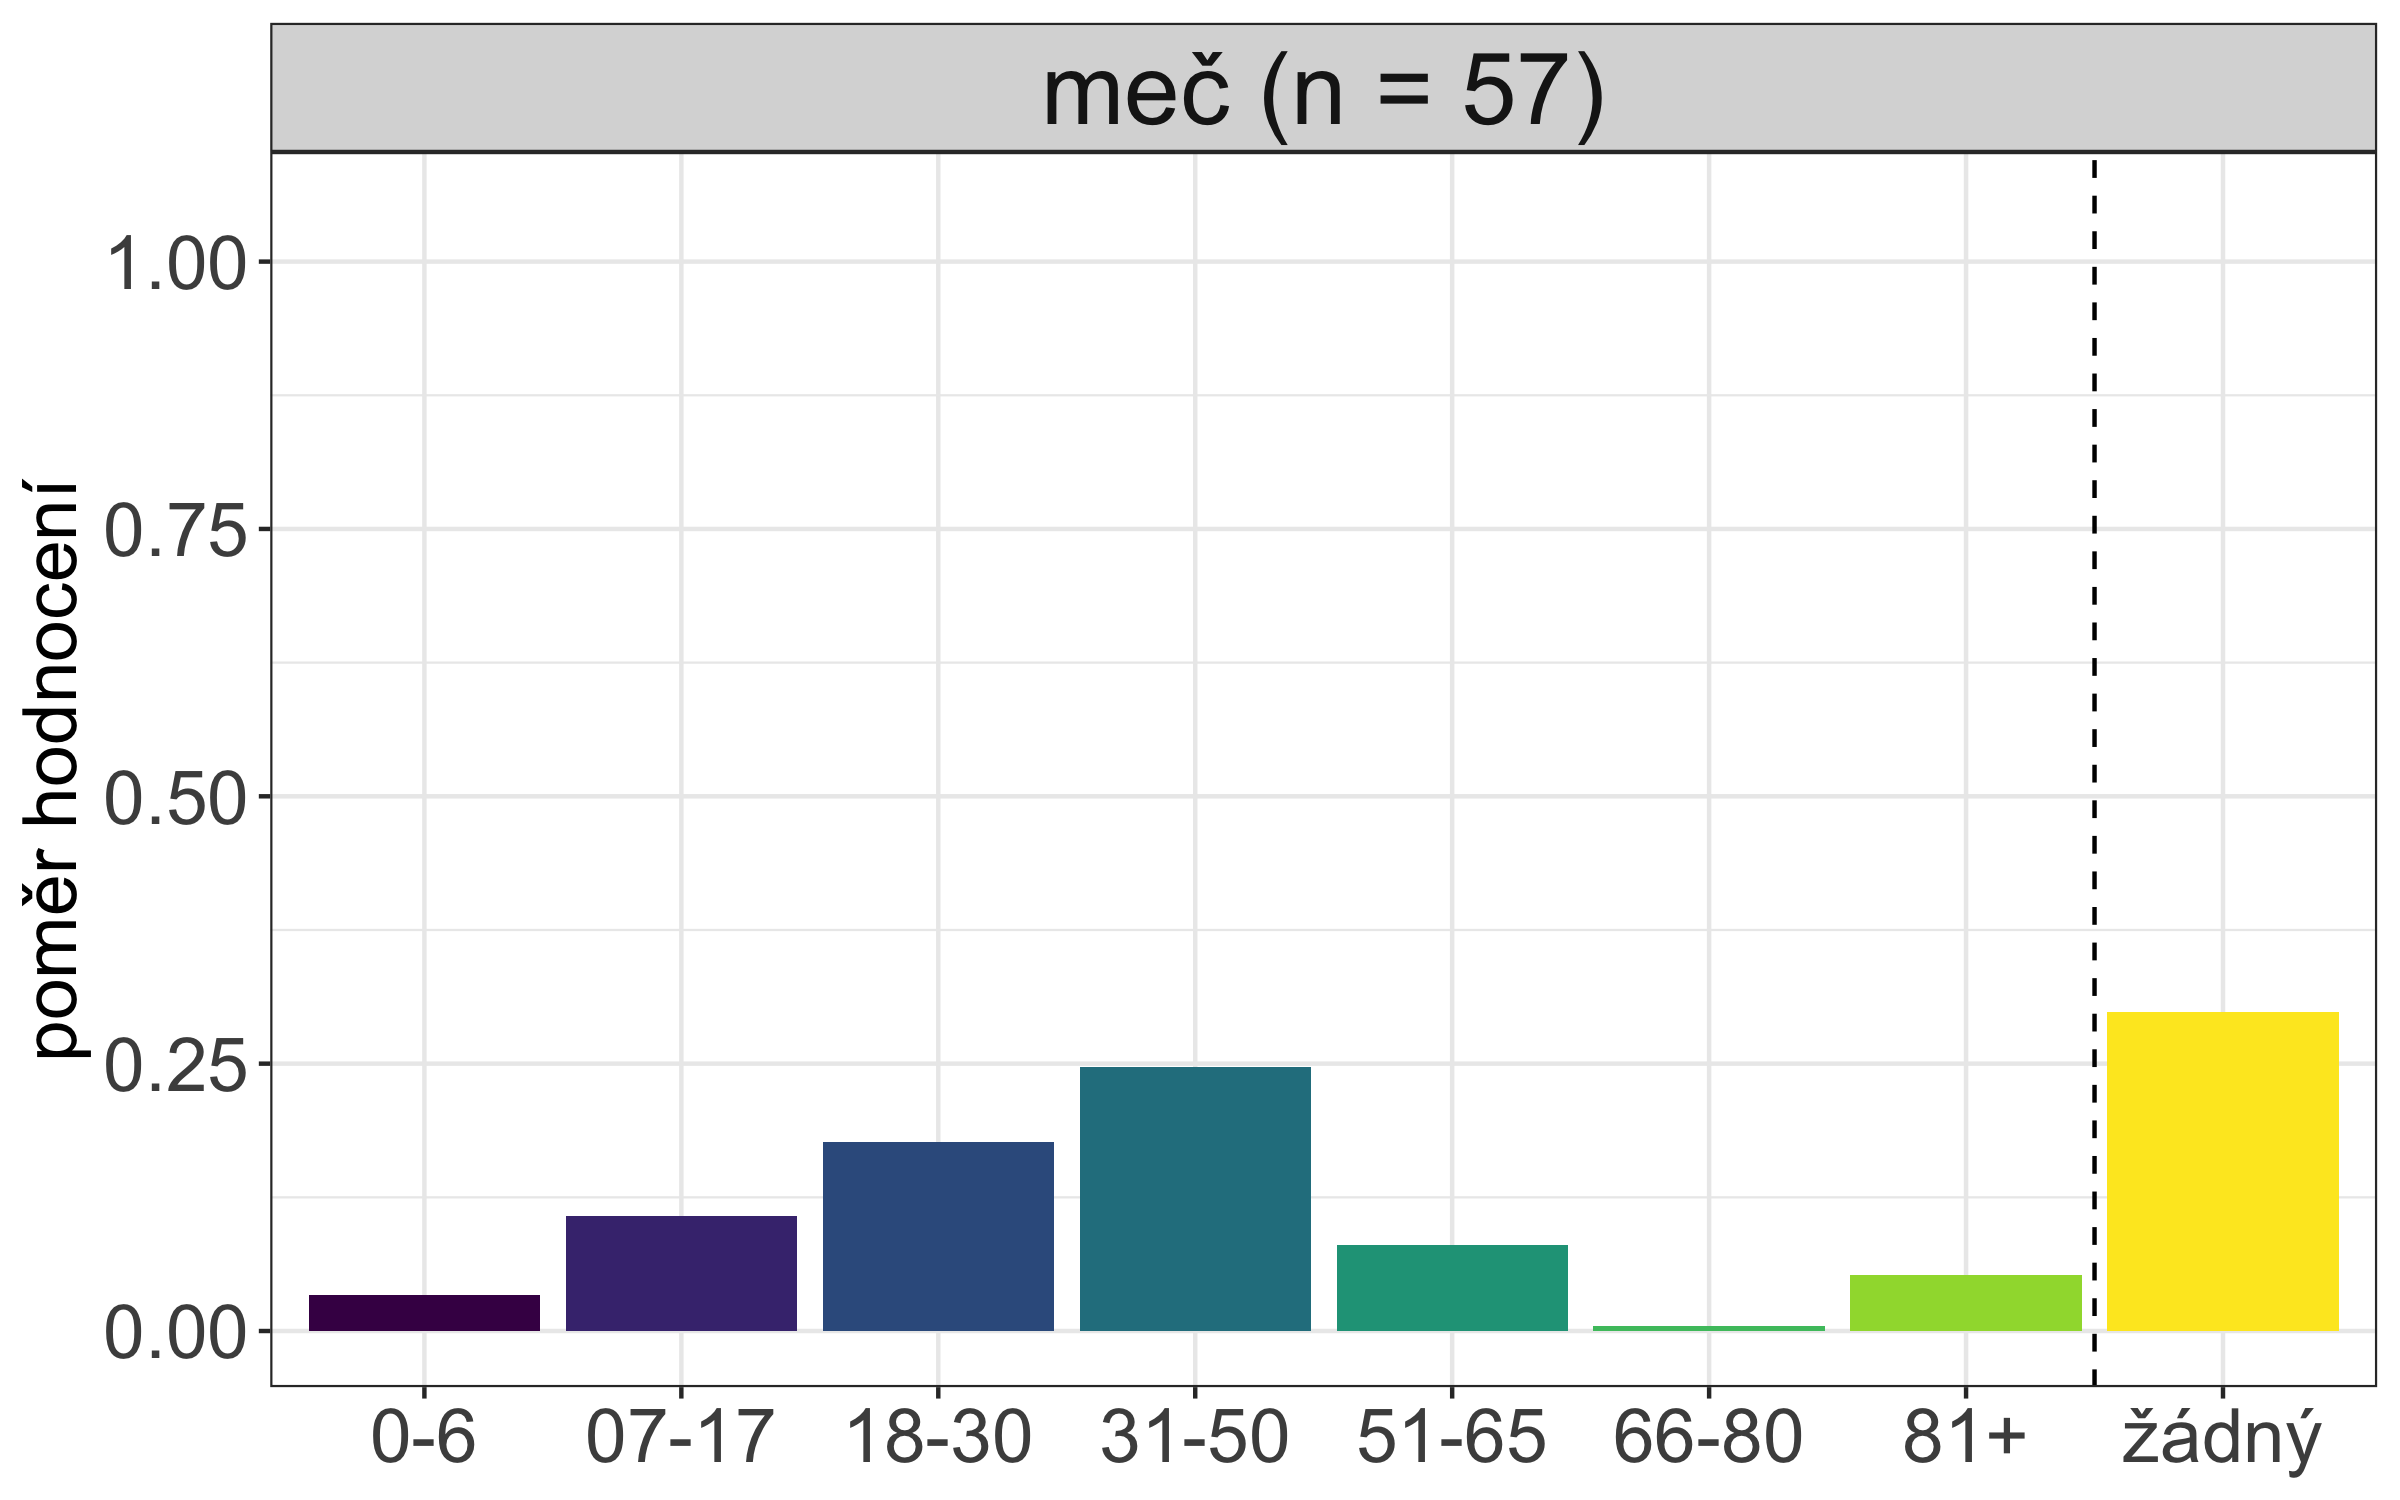 meč (n = 57)
poměr hodnocení
1.00
0.75
0.50
0.25
0.00
0-6 07-17 18-30 31-50 51-65 66-80 81+ žádný